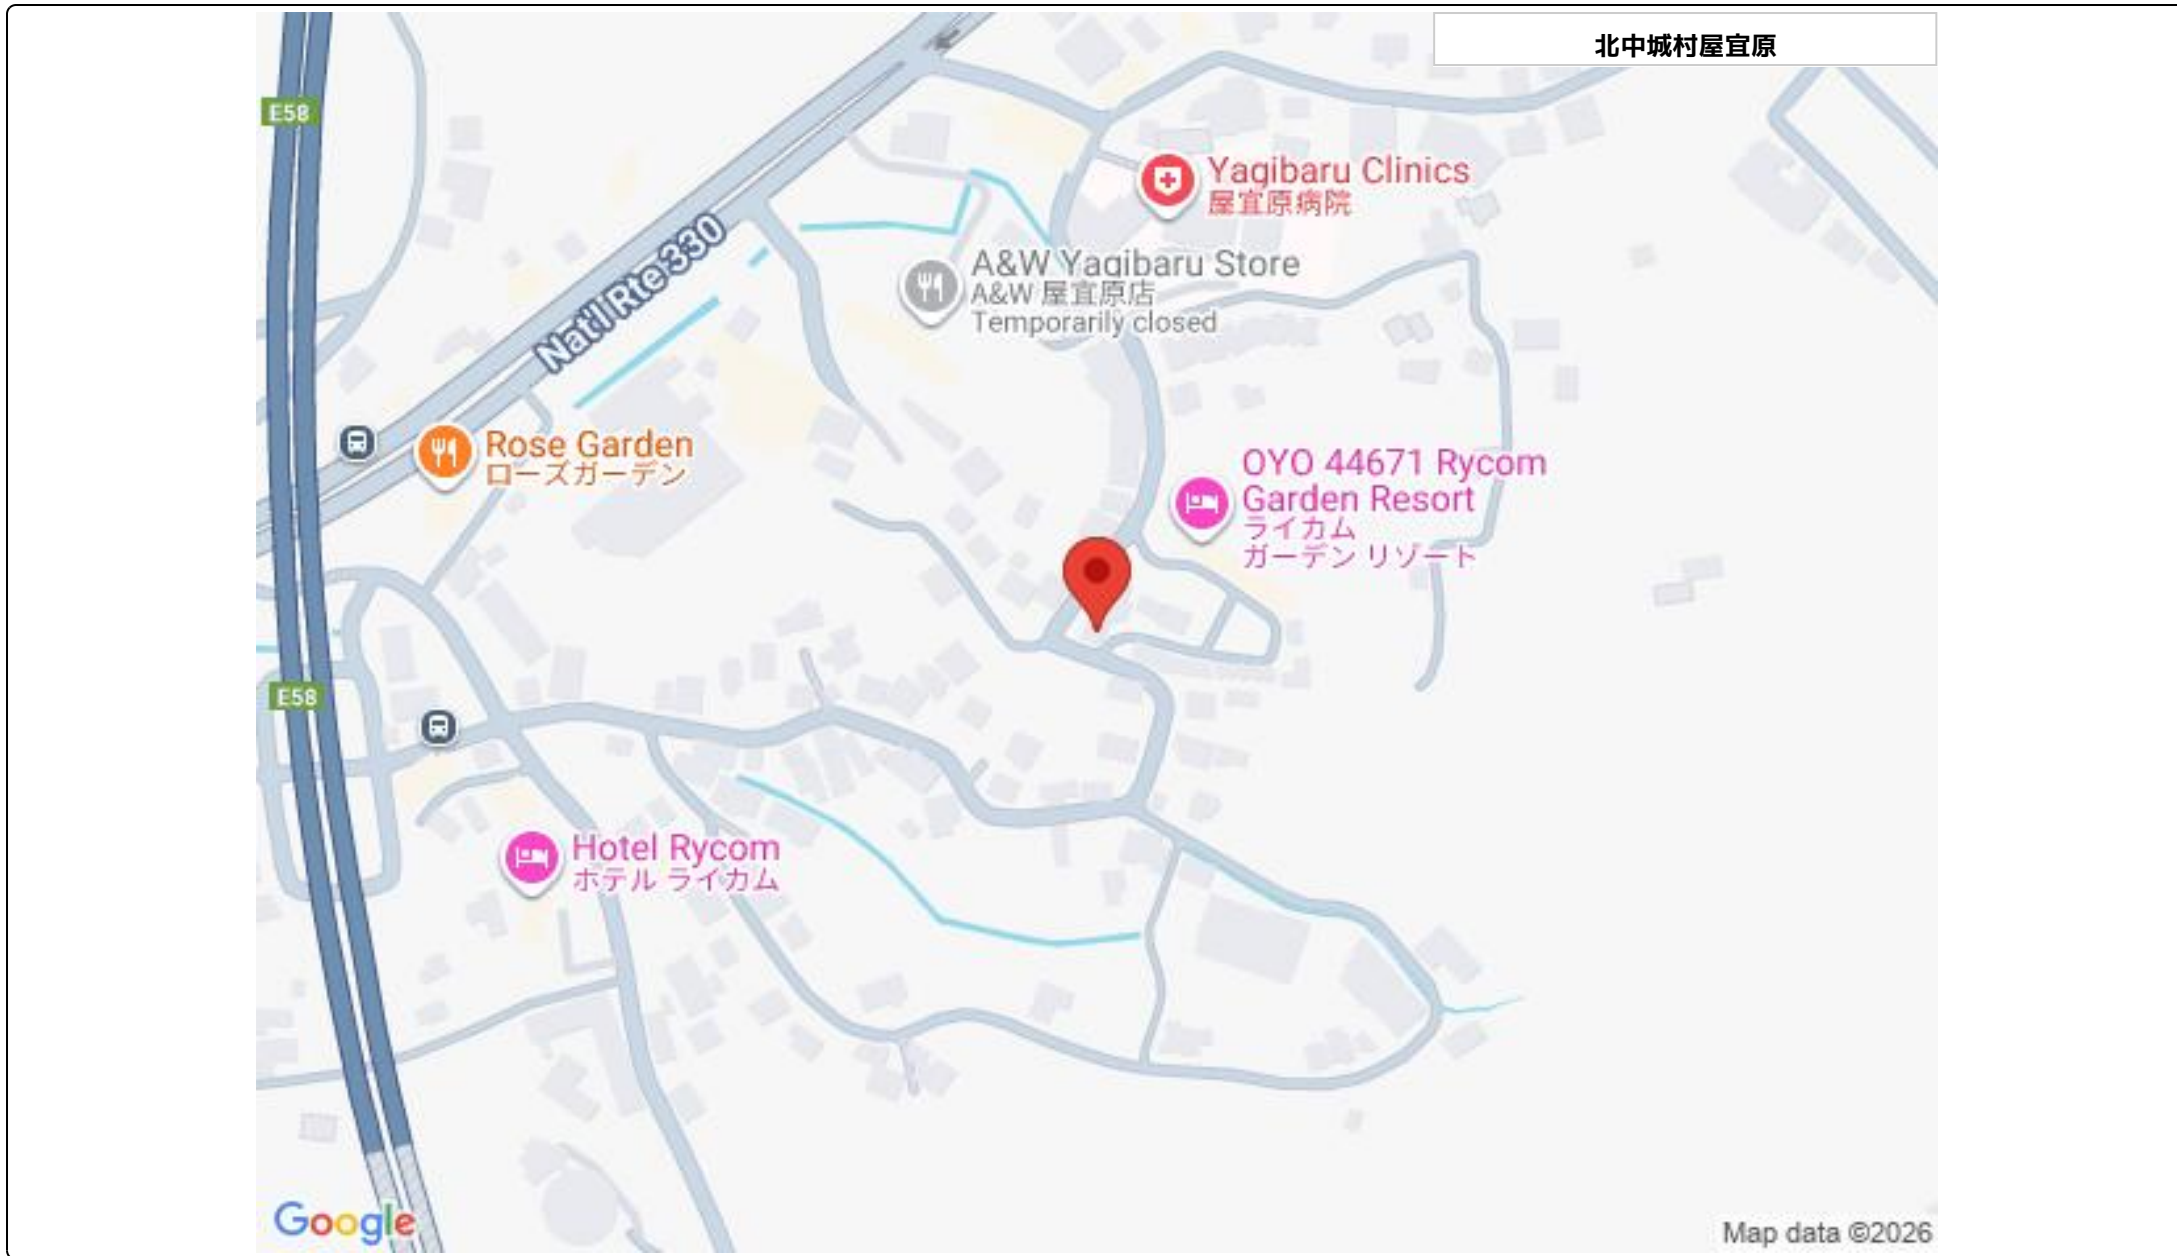 北中城村屋宜原
E58
Yagibaru Clinics
屋宜原病院
Nat'l Rte 330
A&W Yagibaru Store
A&W 屋宜原店
Temporarily closed
Rose Garden
ローズガーデン
OYO 44671 Rycom
Garden Resort
ライカム
ガーデン リゾート
E58
Hotel Rycom
ホテル ライカム
Google
Map data ©2026